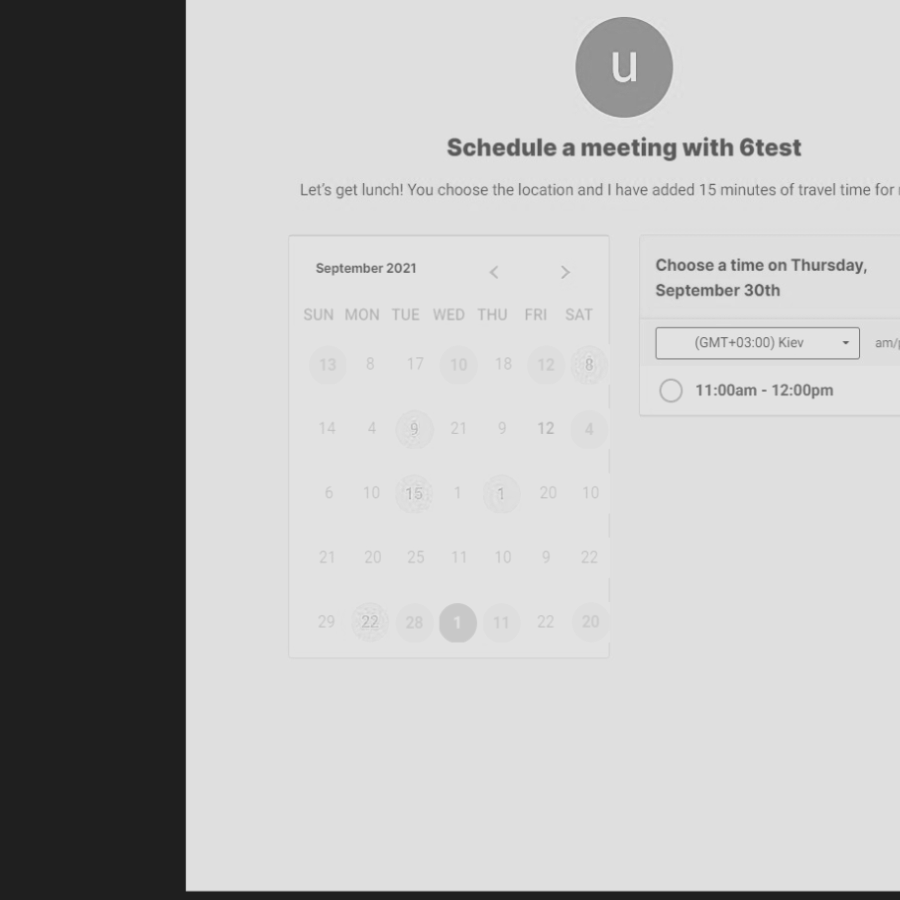 u
Schedule a meeting with 6test
Let's get lunch! You choose the location and I have added 15 minutes of travel time for
September 2021
SUN MON TUE WED THU FRI SAT
13 8 17 10 18 12 8
14 4 9 21 9 12 4
6 10 15 1 1 20 10
21 20 25 11 10 9 22
29 22 28 1 11 22 20
Choose a time on Thursday,
September 30th
(GMT+03:00) Kiev
am/
11:00am - 12:00pm